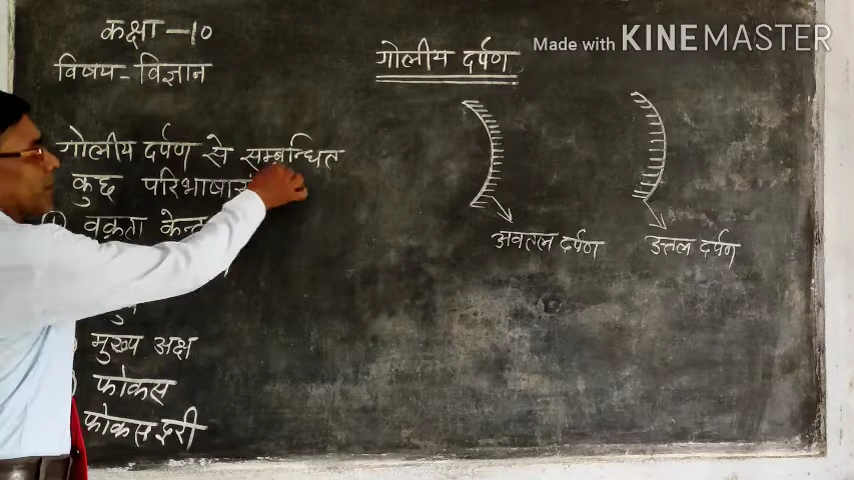 कक्षा - 10
विषय - विज्ञान
गोलीय दर्पण
Made with KINEMASTER
गोलीय दर्पण से सम्बन्धित
कुछ
वक्रता
मुख्य अक्ष
फोकस
फोकस दूरी
अवतल दर्पण
उत्तल दर्पण